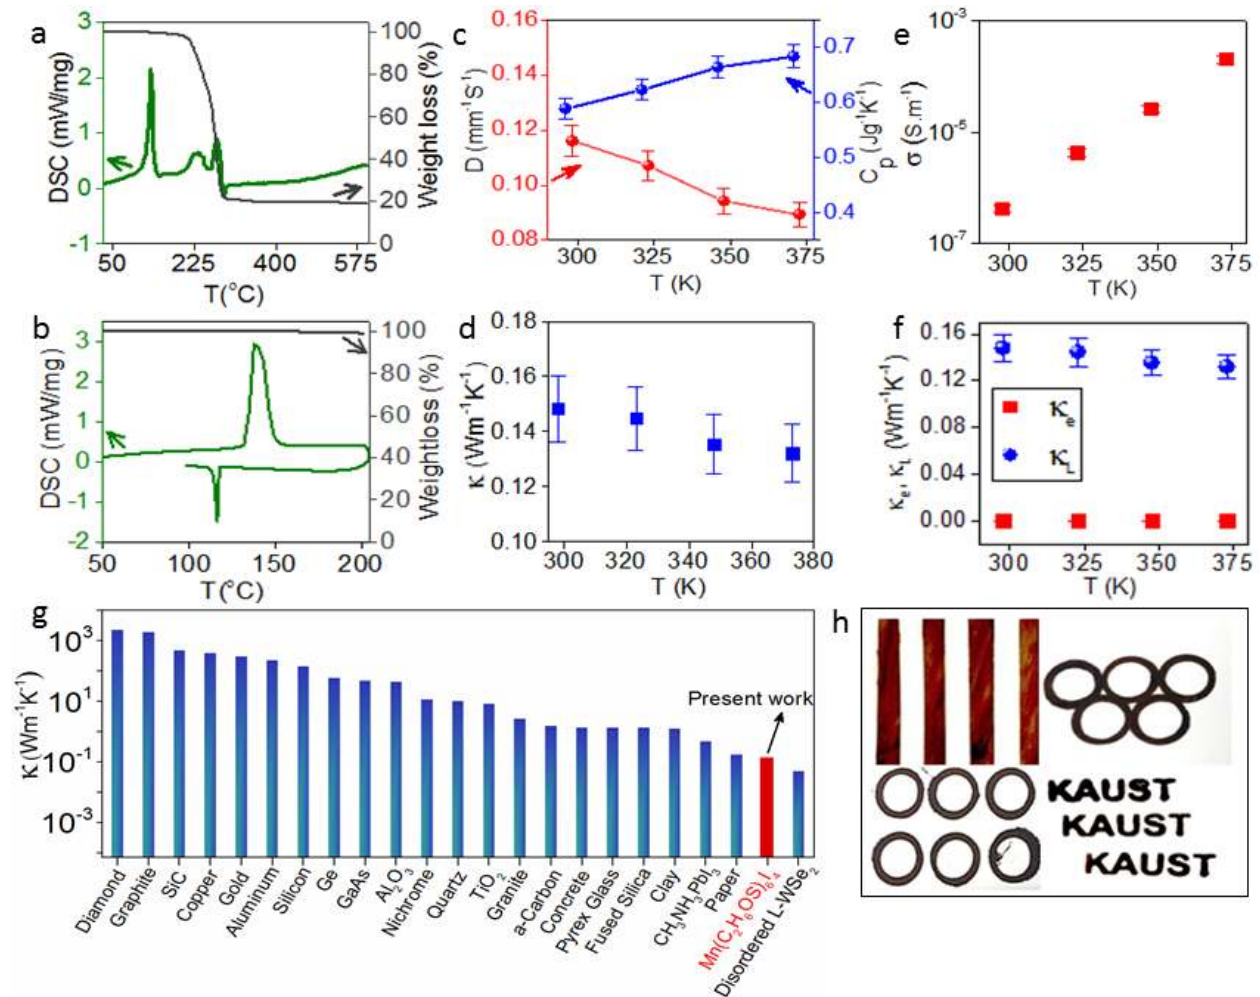 a
3
2
1
0
-1
DSC (mW/mg)
100
80
60
40
20
0
Weight loss (%)
50 225 400 575
T(°C)
c
0.16
0.14
0.12
0.10
0.08
D (mm⁻¹S⁻¹)
0.7
0.6
0.5
0.4
C_p (Jg⁻¹K⁻¹)
300 325 350 375
T (K)
e
10⁻³
10⁻⁵
10⁻⁷
σ (S.m⁻¹)
300 325 350 375
T (K)
b
3
2
1
0
-1
-2
DSC (mW/mg)
100
80
60
40
20
0
Weightloss (%)
50 100 150 200
T(°C)
d
0.18
0.16
0.14
0.12
0.10
κ (Wm⁻¹K⁻¹)
300 320 340 360 380
T (K)
f
0.16
0.12
0.08
0.04
0.00
κ_e, κ_L (Wm⁻¹K⁻¹)
κ_e
κ_L
300 325 350 375
T (K)
g
10³
10¹
10⁻¹
10⁻³
κ (Wm⁻¹K⁻¹)
Present work
Diamond
Graphite
SiC
Copper
Gold
Aluminum
Silicon
Ge
GaAs
Al₂O₃
Nichrome
Quartz
TiO₂
Granite
a-Carbon
Concrete
Pyrex Glass
Fused Silica
Clay
CH₃NH₃PbI₃
Paper
Mn(C₂H₆OS)₆I₄
Disordered L-WSe₂
h
KAUST
KAUST
KAUST